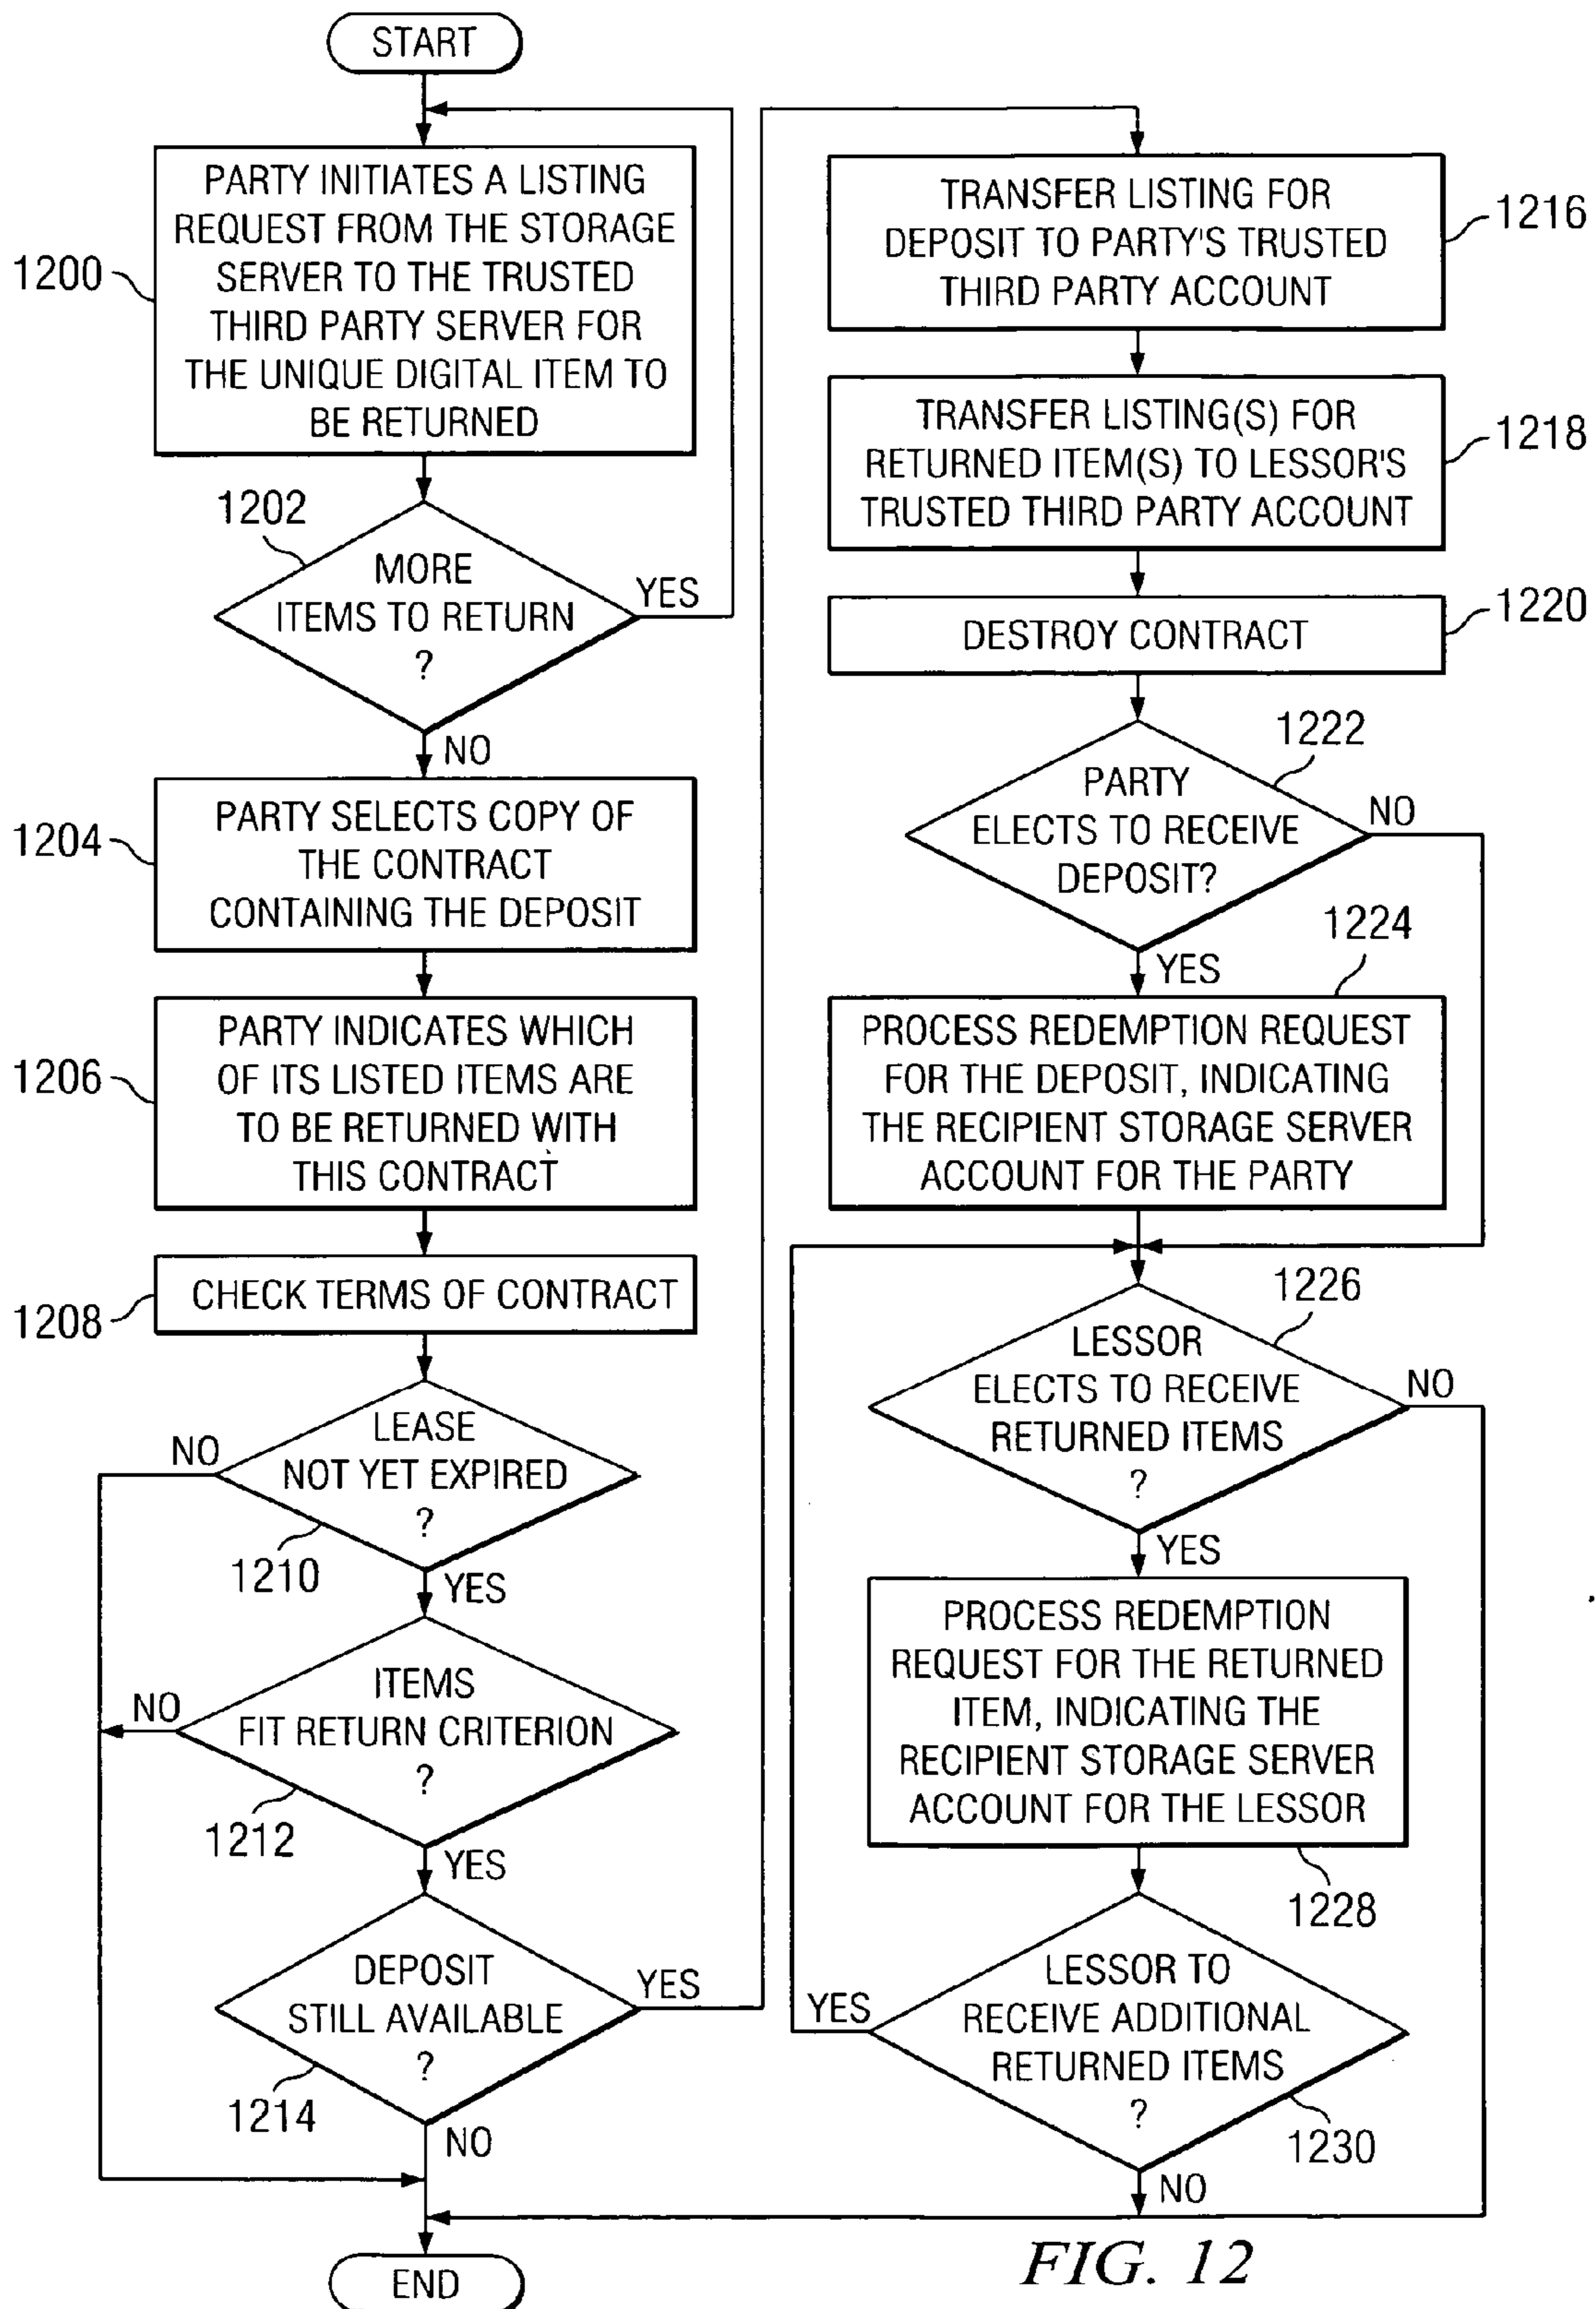 START
1200
PARTY INITIATES A LISTING
REQUEST FROM THE STORAGE
SERVER TO THE TRUSTED
THIRD PARTY SERVER FOR
THE UNIQUE DIGITAL ITEM TO
BE RETURNED
1202
MORE
ITEMS TO RETURN
?
YES
NO
1204
PARTY SELECTS COPY OF
THE CONTRACT
CONTAINING THE DEPOSIT
1206
PARTY INDICATES WHICH
OF ITS LISTED ITEMS ARE
TO BE RETURNED WITH
THIS CONTRACT
1208
CHECK TERMS OF CONTRACT
LEASE
NOT YET EXPIRED
?
NO
1210
YES
ITEMS
FIT RETURN CRITERION
?
NO
1212
YES
DEPOSIT
STILL AVAILABLE
?
YES
1214
NO
END
TRANSFER LISTING FOR
DEPOSIT TO PARTY'S TRUSTED
THIRD PARTY ACCOUNT
1216
TRANSFER LISTING(S) FOR
RETURNED ITEM(S) TO LESSOR'S
TRUSTED THIRD PARTY ACCOUNT
1218
DESTROY CONTRACT
1220
1222
PARTY
ELECTS TO RECEIVE
DEPOSIT?
NO
YES
1224
PROCESS REDEMPTION REQUEST
FOR THE DEPOSIT, INDICATING
THE RECIPIENT STORAGE SERVER
ACCOUNT FOR THE PARTY
1226
LESSOR
ELECTS TO RECEIVE
RETURNED ITEMS
?
NO
YES
PROCESS REDEMPTION
REQUEST FOR THE RETURNED
ITEM, INDICATING THE
RECIPIENT STORAGE SERVER
ACCOUNT FOR THE LESSOR
1228
LESSOR TO
RECEIVE ADDITIONAL
RETURNED ITEMS
?
YES
1230
NO
FIG. 12